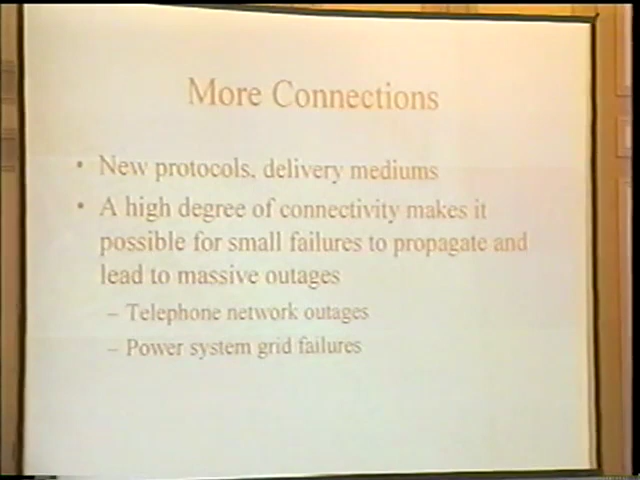 More Connections
• New protocols, delivery mediums
• A high degree of connectivity makes it
possible for small failures to propagate and
lead to massive outages
– Telephone network outages
– Power system grid failures